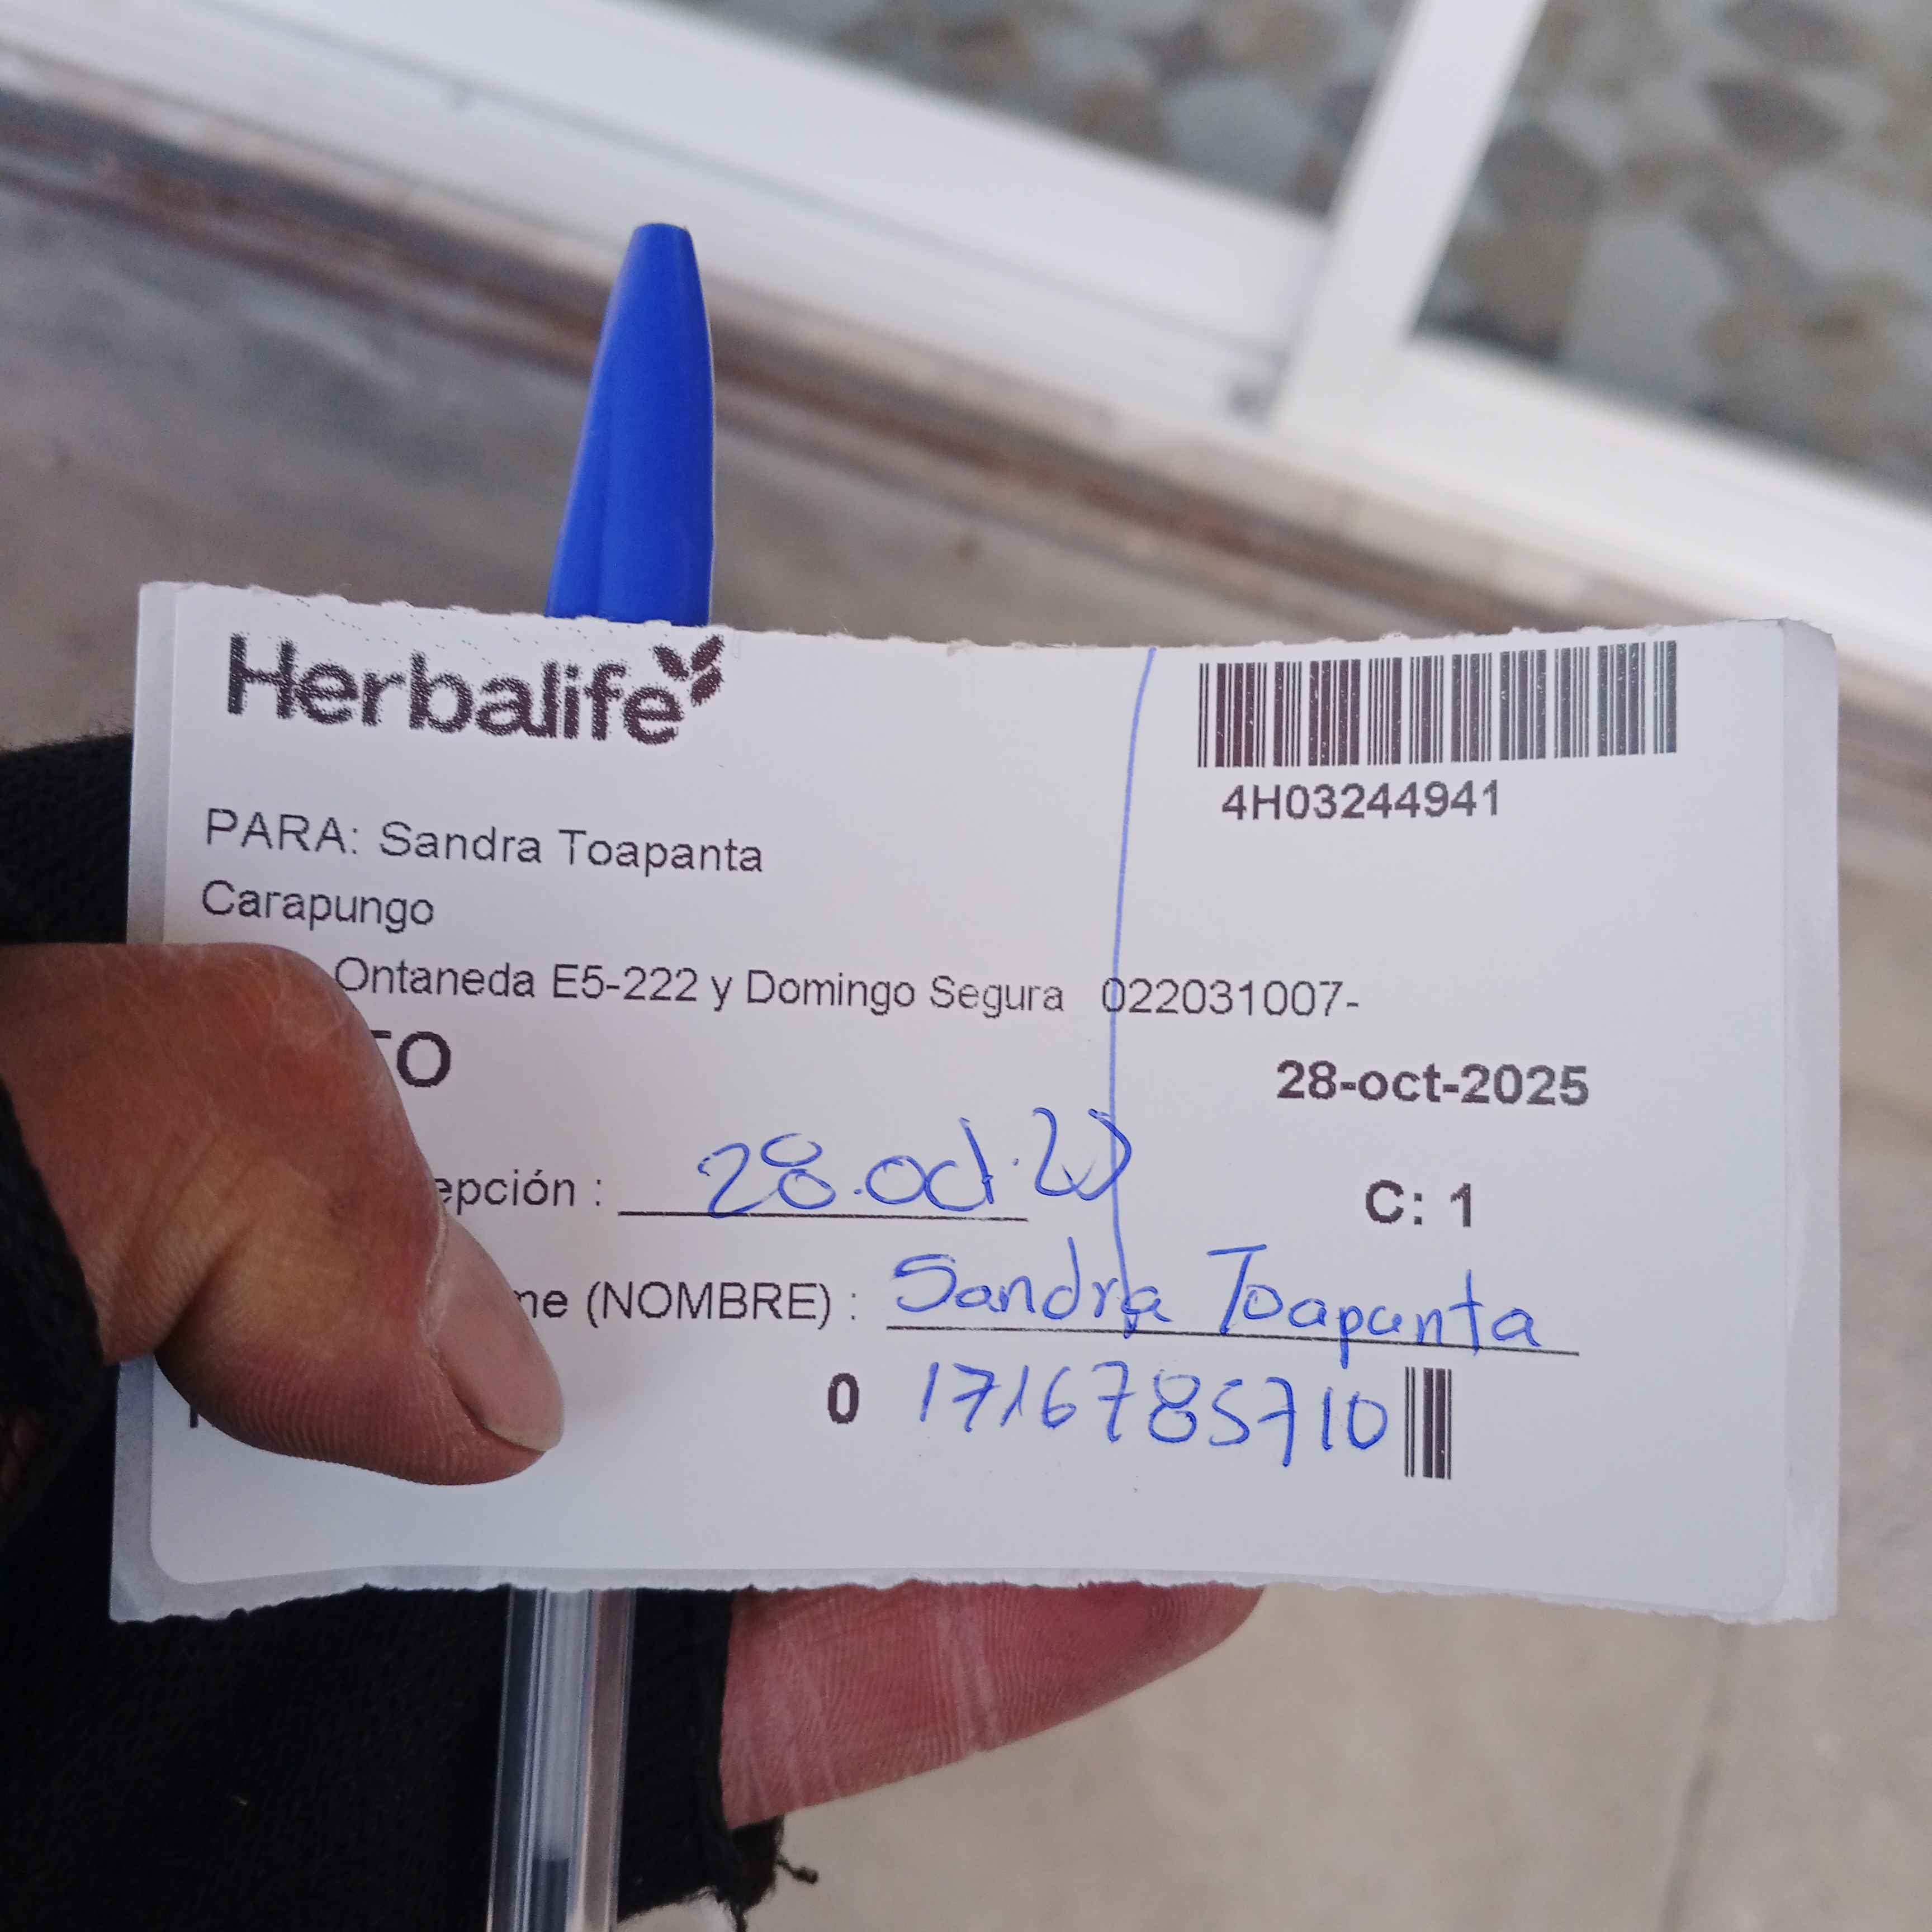 Herbalife
4H03244941
PARA: Sandra Toapanta
Carapungo
Ontaneda E5-222 y Domingo Segura 022031007-
TO
28-oct-2025
epción : 28.oct.
C: 1
me (NOMBRE) : Sandra Toapanta
0 1716785710